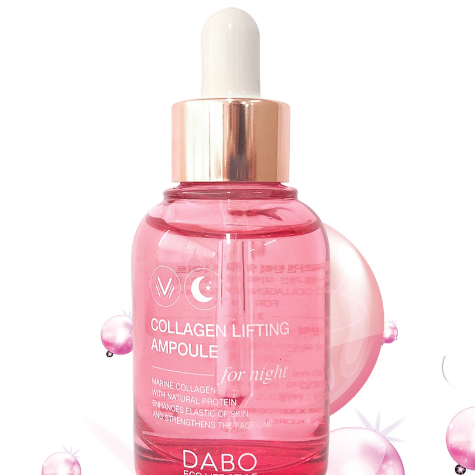 COLLAGEN LIFTING
AMPOULE
for night
MARINE COLLAGEN
WITH NATURAL PROTEIN
ENHANCES ELASTIC OF SKIN
AND STRENGTHENS THE FACE
DABO